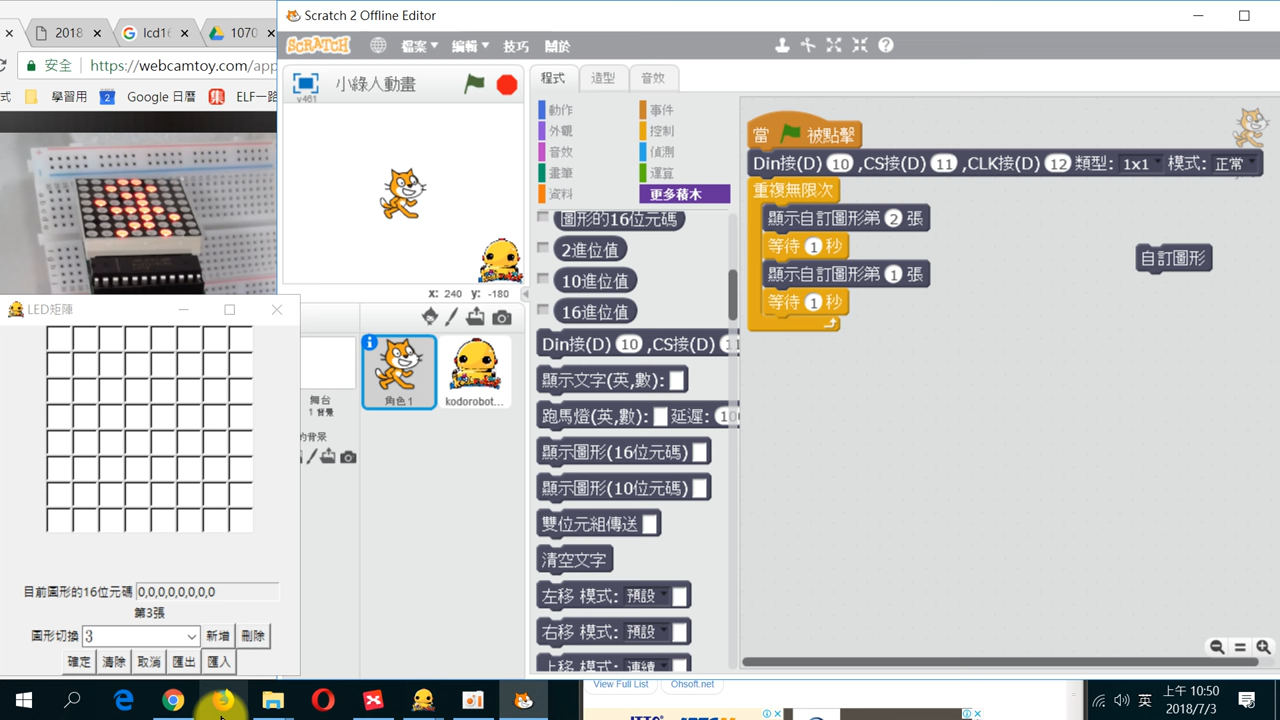 Scratch 2 Offline Editor
2018
lcd16
1070
安全
https://webcamtoy.com/app
式
學習用
2
Google 日曆
集
ELF一路
SCRATCH
檔案
編輯
技巧
關於
v461
小綠人動畫
程式
造型
音效
動作
事件
外觀
控制
音效
偵測
畫筆
運算
資料
更多積木
圖形的16位元碼
2進位值
10進位值
16進位值
Din接(D) 10 ,CS接(D) 11
顯示文字(英,數):
跑馬燈(英,數): 延遲: 10
顯示圖形(16位元碼)
顯示圖形(10位元碼)
雙位元組傳送
清空文字
左移 模式: 預設
右移 模式: 預設
上移 模式: 連續
當 被點擊
Din接(D) 10 ,CS接(D) 11 ,CLK接(D) 12 類型: 1x1 模式: 正常
重複無限次
顯示自訂圖形第 2 張
等待 1 秒
顯示自訂圖形第 1 張
等待 1 秒
自訂圖形
x: 240 y: -180
角色1
kodorobot...
舞台
1 背景
的背景
LED矩陣
目前圖形的16位元碼 0,0,0,0,0,0,0,0
第3張
圖形切換 3 新增 刪除
確定 清除 取消 匯出 匯入
View Full List
Ohsoft.net
英
上午 10:50
2018/7/3